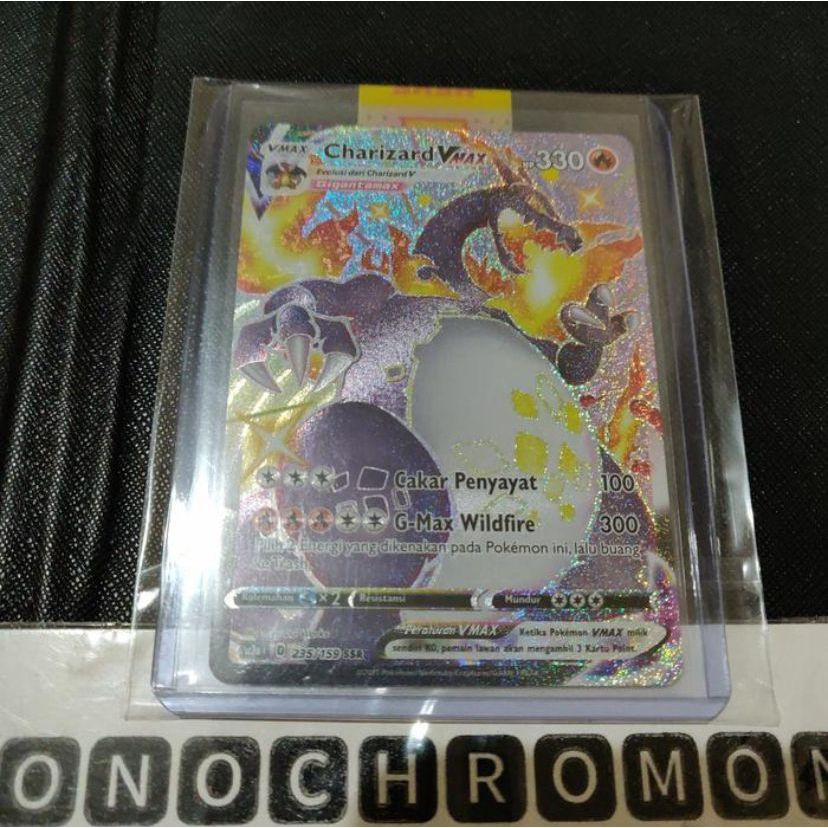 VMAX Charizard VMAX 330
Evolusi dari Charizard V
Gigantamax
Cakar Penyayat 100
G-Max Wildfire 300
Energi yang dikenakan pada Pokémon ini, lalu buang
ke Trash
Kelemahan ×2 Resistansi Mundur
Peraturan VMAX Ketika Pokémon VMAX milik
sendiri KO, pemain lawan akan mengambil 3 Kartu Point.
D 235/159 SSR
ONOCHROMON